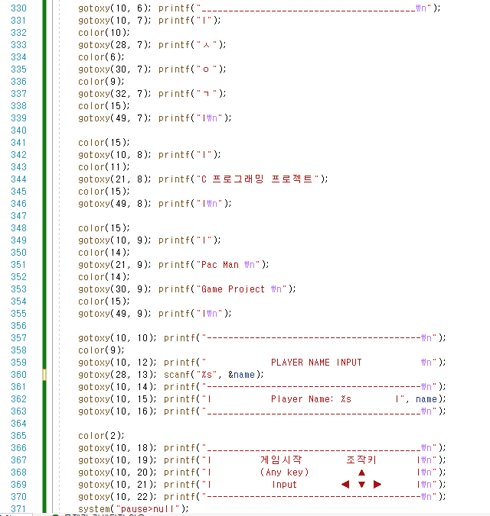 330 gotoxy(10, 6); printf("_______________________________________₩n");
331 gotoxy(10, 7); printf("|");
332 color(10);
333 gotoxy(28, 7); printf("ㅅ");
334 color(6);
335 gotoxy(30, 7); printf("ㅇ");
336 color(9);
337 gotoxy(32, 7); printf("ㄱ");
338 color(15);
339 gotoxy(49, 7); printf("|₩n");
340
341 color(15);
342 gotoxy(10, 8); printf("|");
343 color(11);
344 gotoxy(21, 8); printf("C 프로그래밍 프로젝트");
345 color(15);
346 gotoxy(49, 8); printf("|₩n");
347
348 color(15);
349 gotoxy(10, 9); printf("|");
350 color(14);
351 gotoxy(21, 9); printf("Pac Man ₩n");
352 color(14);
353 gotoxy(30, 9); printf("Game Project ₩n");
354 color(15);
355 gotoxy(49, 9); printf("|₩n");
356
357 gotoxy(10, 10); printf("---------------------------------------₩n");
358 color(9);
359 gotoxy(10, 12); printf(" PLAYER NAME INPUT ₩n");
360 gotoxy(28, 13); scanf("%s", &name);
361 gotoxy(10, 14); printf("---------------------------------------₩n");
362 gotoxy(10, 15); printf("| Player Name: %s |", name);
363 gotoxy(10, 16); printf("_______________________________________₩n");
364
365 color(2);
366 gotoxy(10, 18); printf("_______________________________________₩n");
367 gotoxy(10, 19); printf("| 게임시작 조작키 |₩n");
368 gotoxy(10, 20); printf("| (Any key) ▲ |₩n");
369 gotoxy(10, 21); printf("| Input ◀ ▼ ▶ |₩n");
370 gotoxy(10, 22); printf("---------------------------------------₩n");
371 system("pause>null");